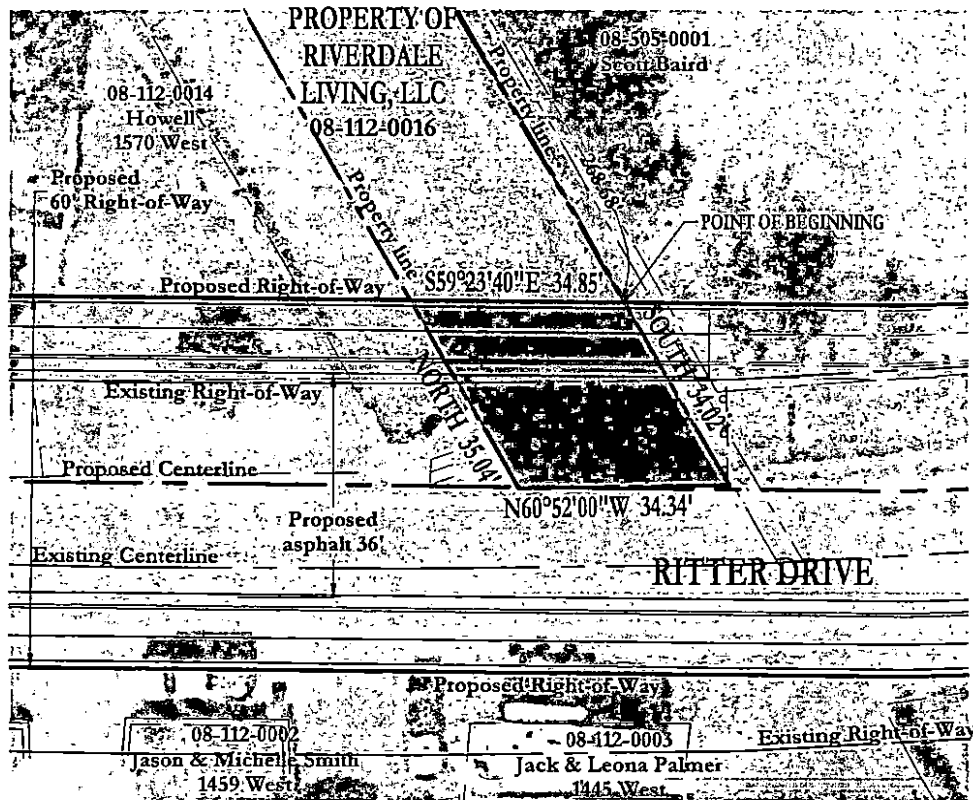 PROPERTY OF
RIVERDALE
LIVING, LLC
08-112-0016
08-505-0001
Scott Baird
08-112-0014
Howell
1570 West
Proposed
60' Right-of-Way
Property line
Property line
POINT OF BEGINNING
Proposed Right-of-Way
S59°23'40"E 34.85'
SOUTH 34.02'
NORTH 35.04'
Existing Right-of-Way
Proposed Centerline
N60°52'00"W 34.34'
Proposed
asphalt 36'
Existing Centerline
RITTER DRIVE
Proposed Right-of-Way
08-112-0002
Jason & Michelle Smith
1459 West
08-112-0003
Jack & Leona Palmer
1445 West
Existing Right-of-Way